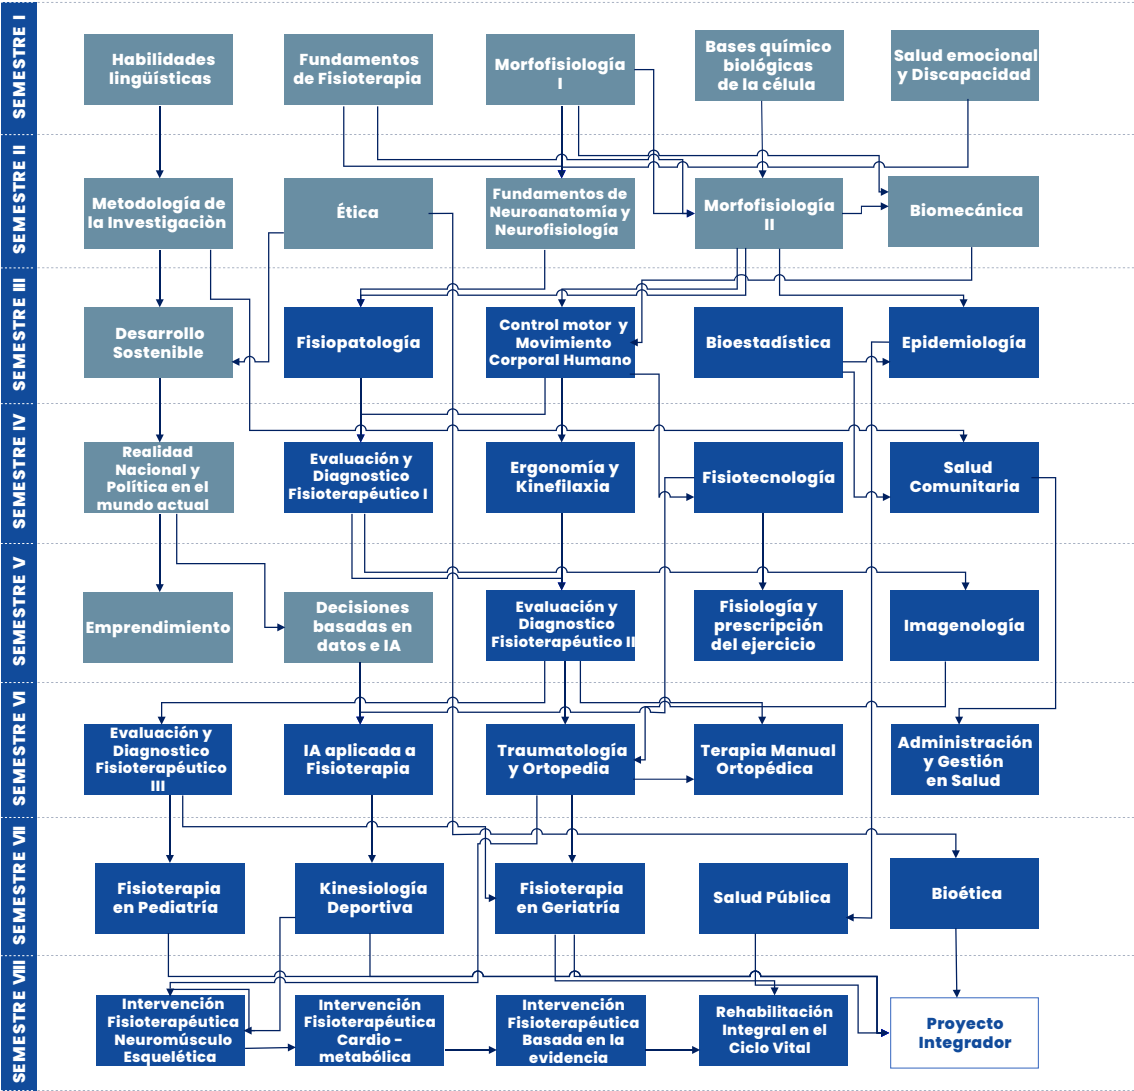 SEMESTRE I
Habilidades
lingüísticas
Fundamentos
de Fisioterapia
Morfofisiología
I
Bases químico
biológicas
de la célula
Salud emocional
y Discapacidad
SEMESTRE II
Metodología de
la Investigaciòn
Ética
Fundamentos de
Neuroanatomía y
Neurofisiología
Morfofisiología
II
Biomecánica
SEMESTRE III
Desarrollo
Sostenible
Fisiopatología
Control motor y
Movimiento
Corporal Humano
Bioestadística
Epidemiología
SEMESTRE IV
Realidad
Nacional y
Política en el
mundo actual
Evaluación y
Diagnostico
Fisioterapéutico I
Ergonomía y
Kinefilaxia
Fisiotecnología
Salud
Comunitaria
SEMESTRE V
Emprendimiento
Decisiones
basadas en
datos e IA
Evaluación y
Diagnostico
Fisioterapéutico II
Fisiología y
prescripción
del ejercicio
Imagenología
SEMESTRE VI
Evaluación y
Diagnostico
Fisioterapéutico
III
IA aplicada a
Fisioterapia
Traumatología
y Ortopedia
Terapia Manual
Ortopédica
Administración
y Gestión
en Salud
SEMESTRE VII
Fisioterapia
en Pediatría
Kinesiología
Deportiva
Fisioterapia
en Geriatría
Salud Pública
Bioética
SEMESTRE VIII
Intervención
Fisioterapéutica
Neuromúsculo
Esquelética
Intervención
Fisioterapéutica
Cardio -
metabólica
Intervención
Fisioterapéutica
Basada en la
evidencia
Rehabilitación
Integral en el
Ciclo Vital
Proyecto
Integrador